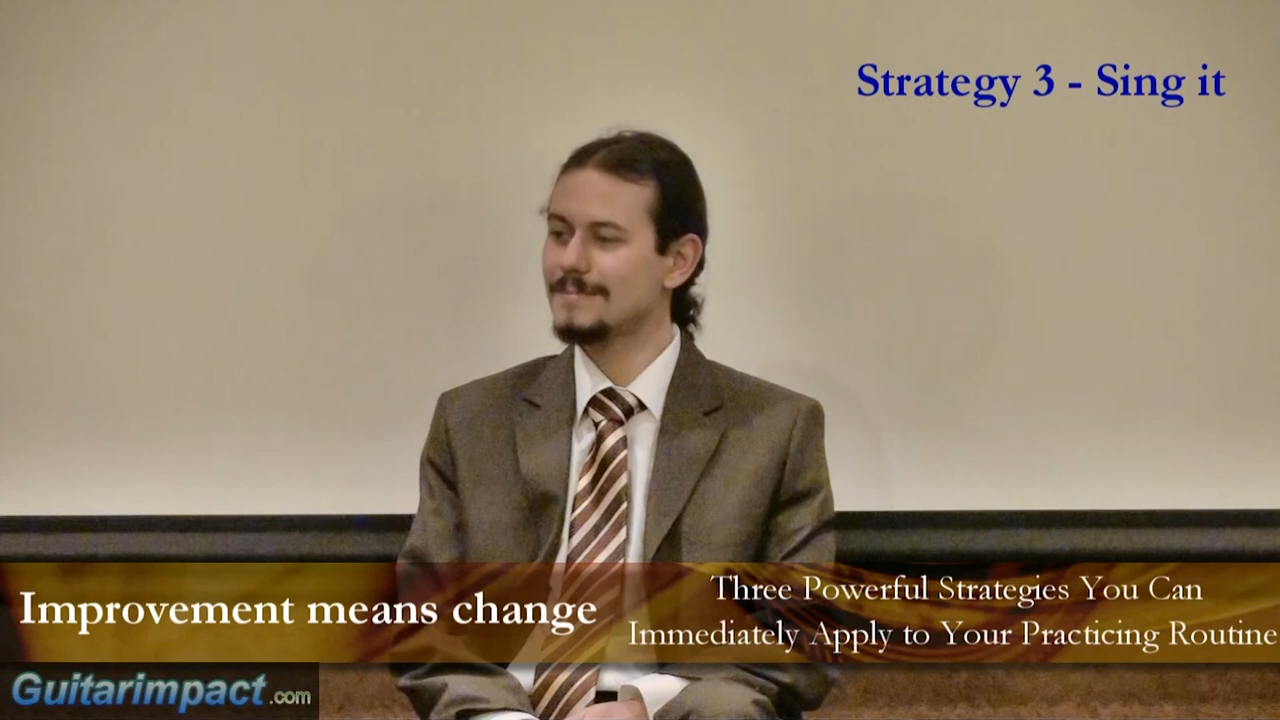 Strategy 3 - Sing it
Improvement means change
Three Powerful Strategies You Can
Immediately Apply to Your Practicing Routine
Guitarimpact.com